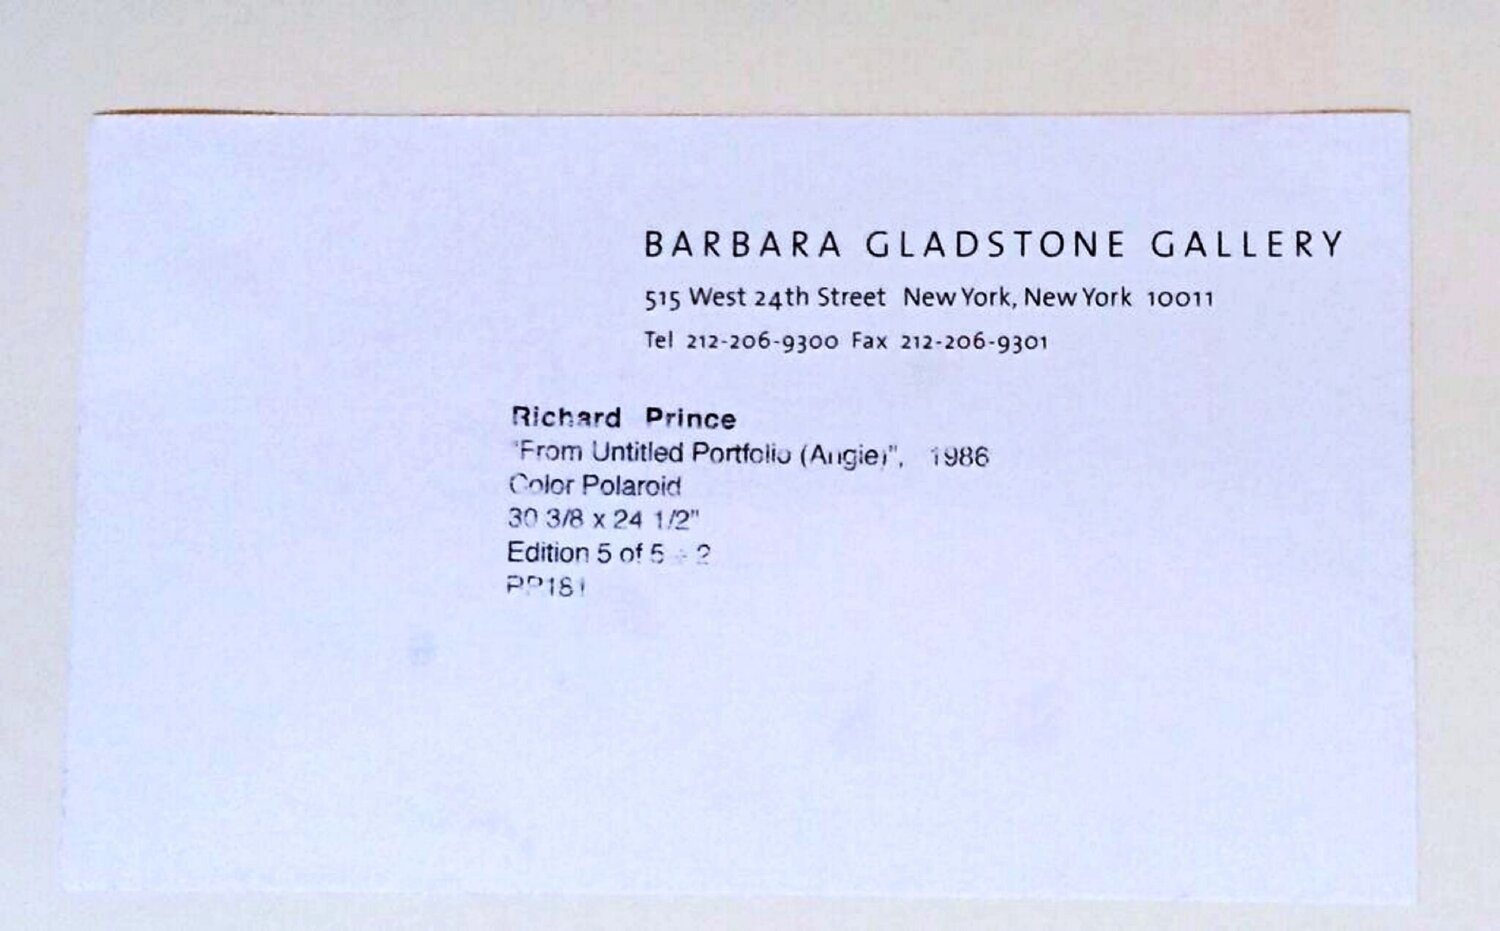 BARBARA GLADSTONE GALLERY
515 West 24th Street New York, New York 10011
Tel 212-206-9300 Fax 212-206-9301
Richard Prince
"From Untitled Portfolio (Angie)", 1986
Color Polaroid
30 3/8 x 24 1/2"
Edition 5 of 5 + 2